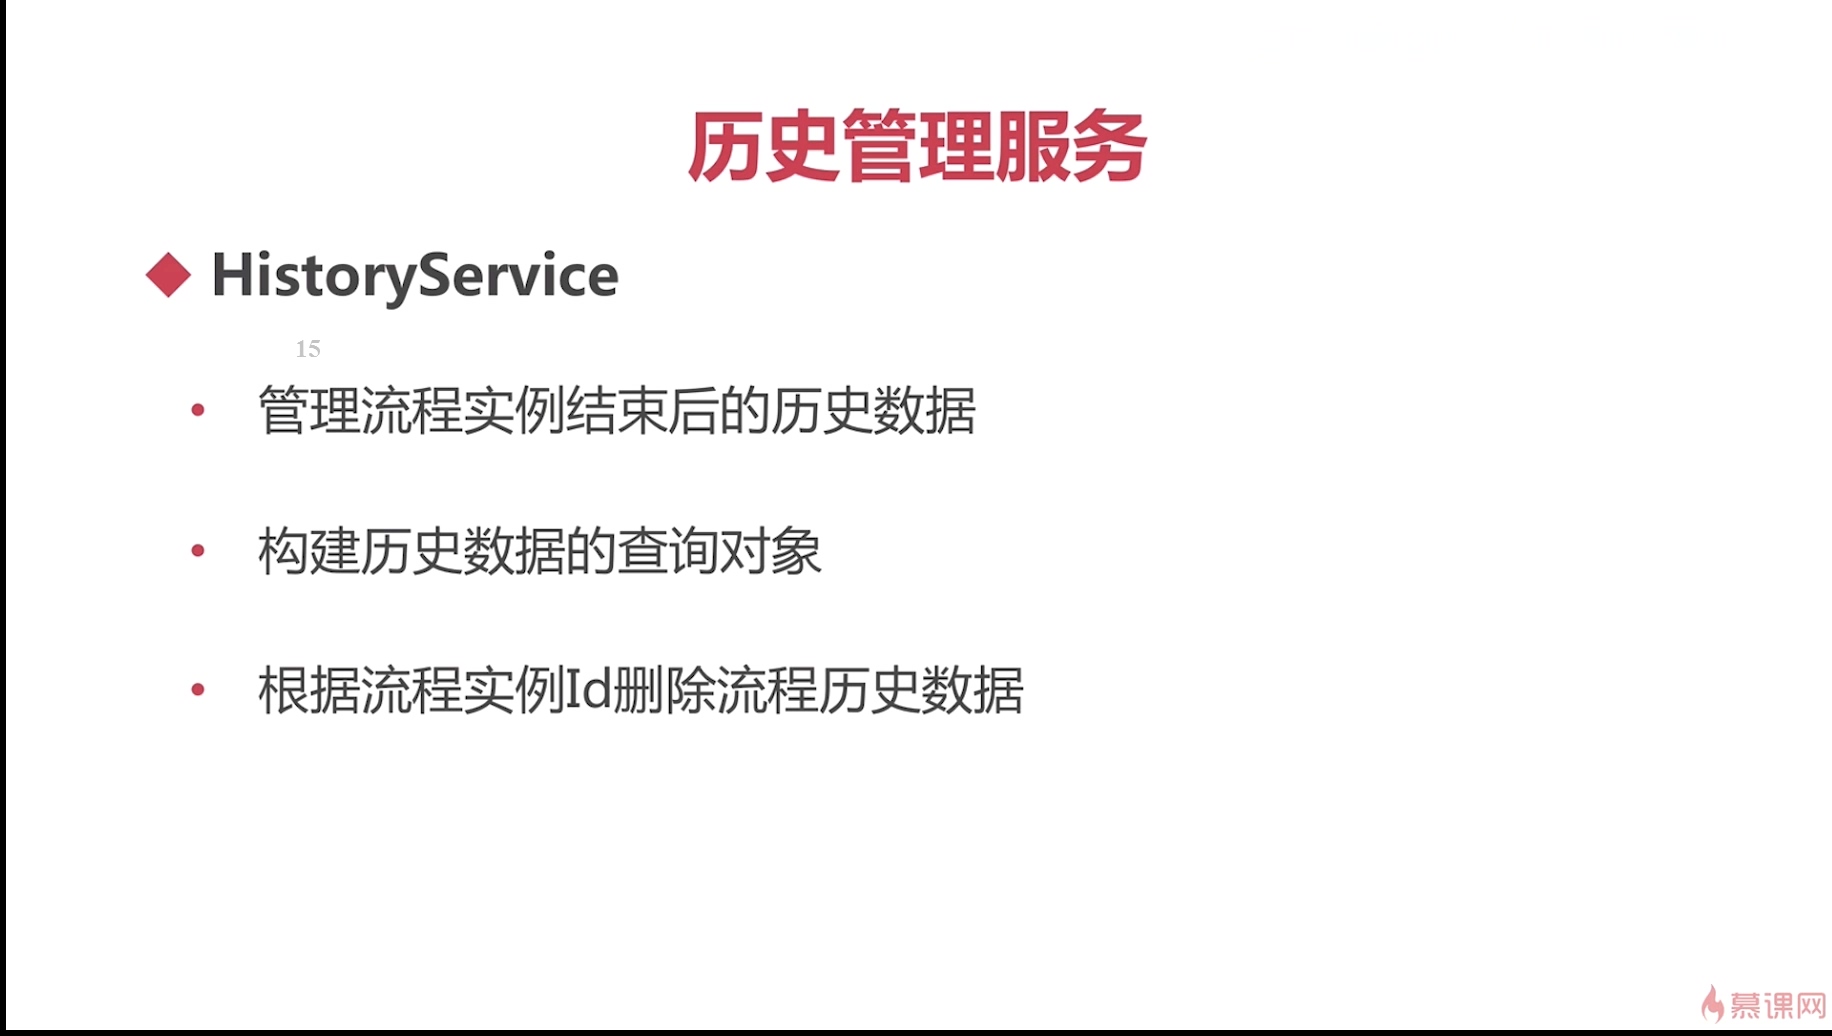 历史管理服务
HistoryService
15
• 管理流程实例结束后的历史数据
• 构建历史数据的查询对象
• 根据流程实例Id删除流程历史数据
慕课网